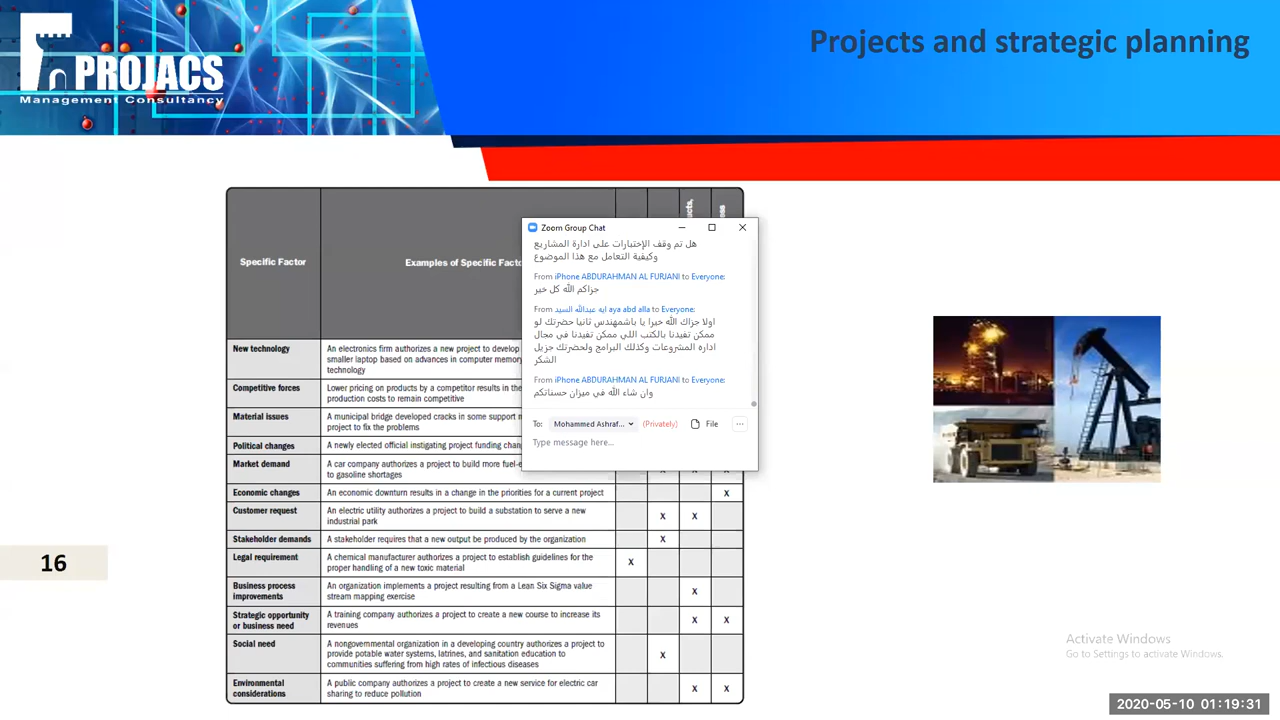 Projects and strategic planning
PROJACS
Management Consultancy
Specific Factor
Examples of Specific Facto
New technology
An electronics firm authorizes a new project to develop
smaller laptop based on advances in computer memory
technology
Competitive forces
Lower pricing on products by a competitor results in the
production costs to remain competitive
Material issues
A municipal bridge developed cracks in some support m
project to fix the problems
Political changes
A newly elected official instigating project funding chan
Market demand
A car company authorizes a project to build more fuel-e
to gasoline shortages
Economic changes
An economic downturn results in a change in the priorities for a current project
X
Customer request
An electric utility authorizes a project to build a substation to serve a new
industrial park
X X
Stakeholder demands
A stakeholder requires that a new output be produced by the organization
X
Legal requirement
A chemical manufacturer authorizes a project to establish guidelines for the
proper handling of a new toxic material
X
Business process
improvements
An organization implements a project resulting from a Lean Six Sigma value
stream mapping exercise
X
Strategic opportunity
or business need
A training company authorizes a project to create a new course to increase its
revenues
X X
Social need
A nongovernmental organization in a developing country authorizes a project to
provide potable water systems, latrines, and sanitation education to
communities suffering from high rates of infectious diseases
X
Environmental
considerations
A public company authorizes a project to create a new service for electric car
sharing to reduce pollution
X X
Zoom Group Chat
هل تم وقف الإختبارات على ادارة المشاريع
وكيفية التعامل مع هذا الموضوع
From iPhone ABDURAHMAN AL FURJANI to Everyone:
جزاكم الله كل خير
From ايه عبدالله السيد aya abd alla to Everyone:
اولا جزاك الله خيرا يا باشمهندس ثانيا حضرتك لو
ممكن تفيدنا بالكتب اللي ممكن تفيدنا في مجال
اداره المشروعات وكذلك البرامج ولحضرتك جزيل
الشكر
From iPhone ABDURAHMAN AL FURJANI to Everyone:
وان شاء الله في ميزان حسناتكم
To: Mohammed Ashraf... (Privately) File ...
Type message here...
16
Activate Windows
Go to Settings to activate Windows.
2020-05-10 01:19:31